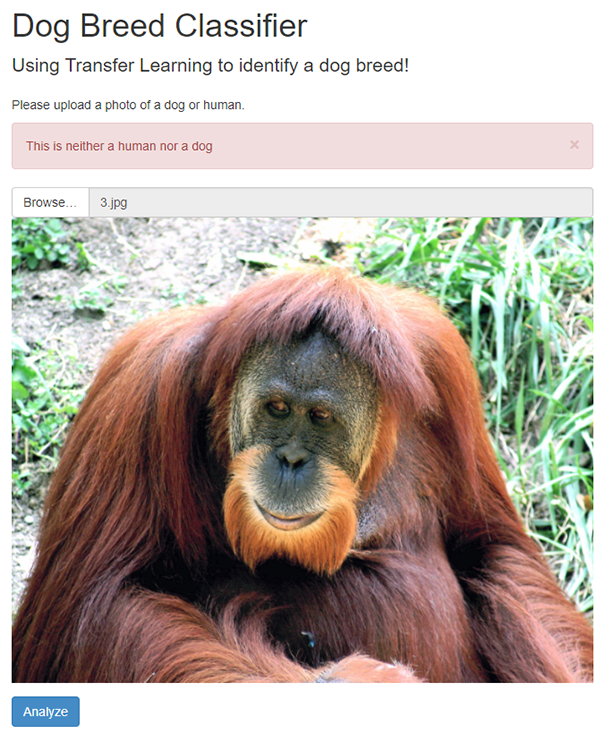 Dog Breed Classifier
Using Transfer Learning to identify a dog breed!
Please upload a photo of a dog or human.
This is neither a human nor a dog ×
Browse... 3.jpg
Analyze